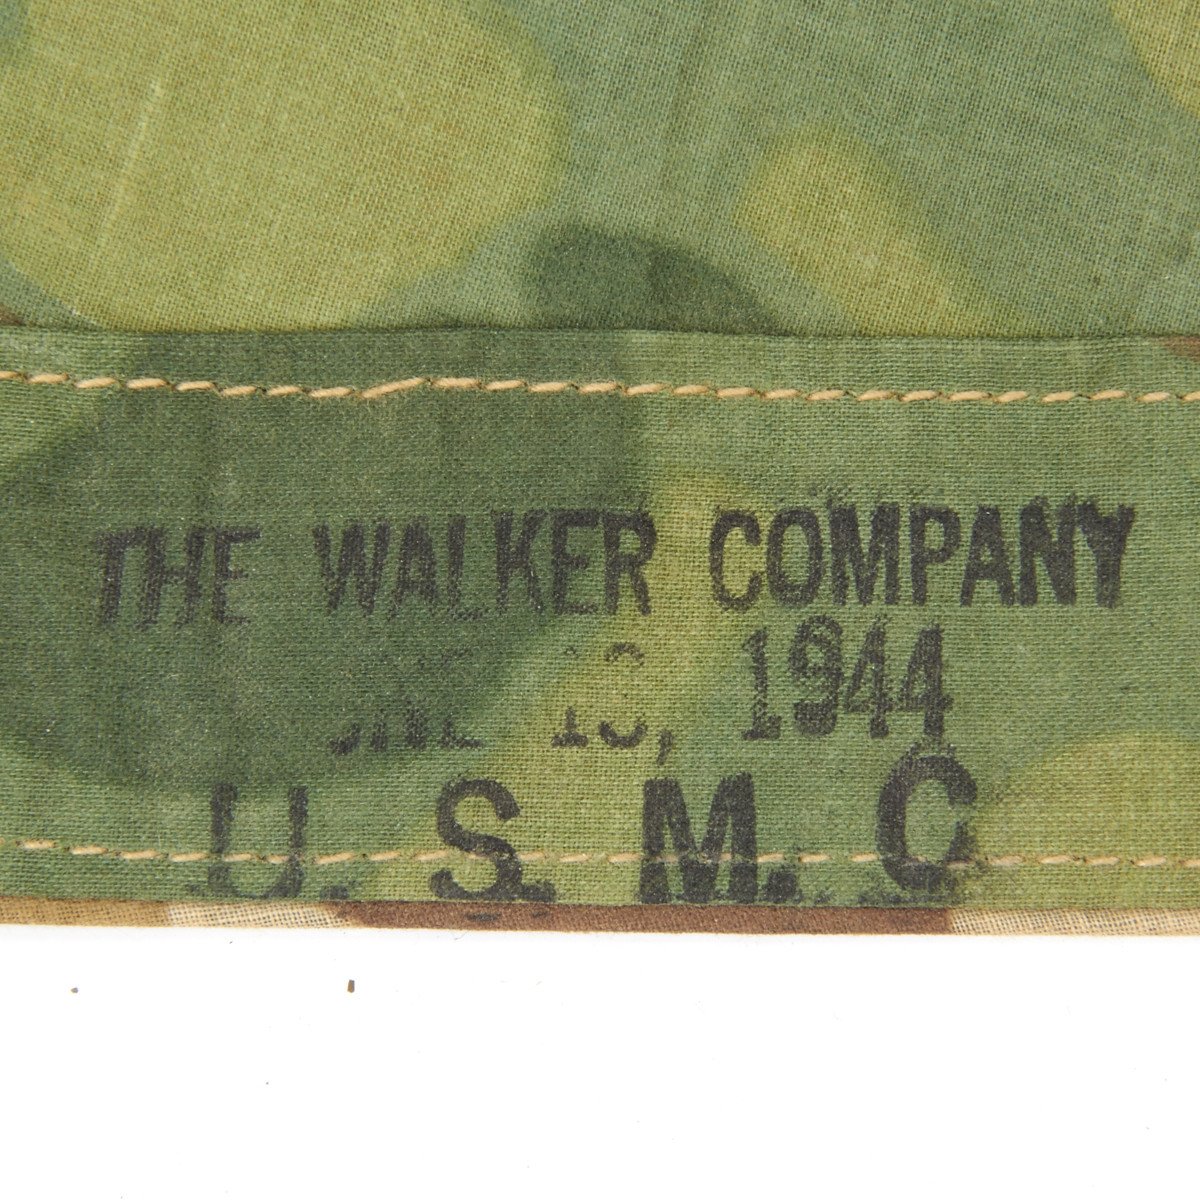 THE WALKER COMPANY
1944
U. S. M. C